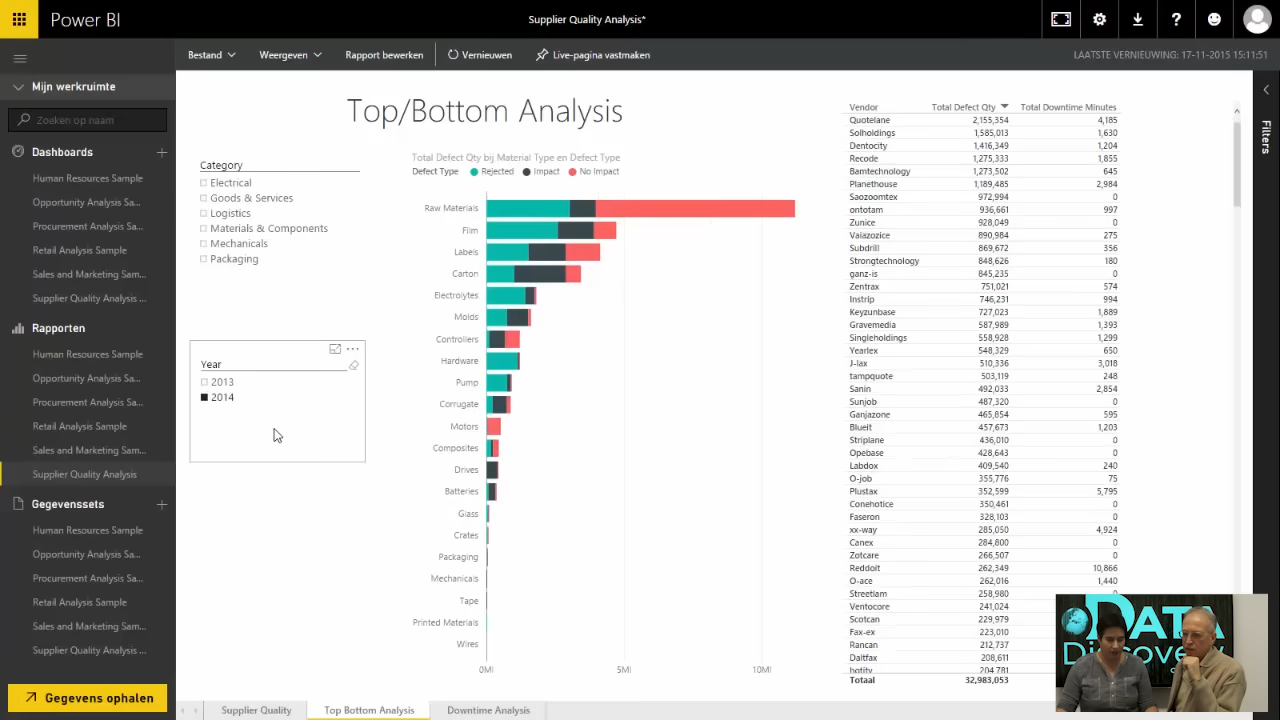 Power BI
Supplier Quality Analysis*
Bestand
Weergeven
Rapport bewerken
Vernieuwen
Live-pagina vastmaken
LAATSTE VERNIEUWING: 17-11-2015 15:11:51
Mijn werkruimte
Zoeken op naam
Dashboards
Human Resources Sample
Opportunity Analysis Sa...
Procurement Analysis Sa...
Retail Analysis Sample
Sales and Marketing Sam...
Supplier Quality Analysis ...
Rapporten
Human Resources Sample
Opportunity Analysis Sa...
Procurement Analysis Sa...
Retail Analysis Sample
Sales and Marketing Sam...
Supplier Quality Analysis
Gegevenssets
Human Resources Sample
Opportunity Analysis Sa...
Procurement Analysis Sa...
Retail Analysis Sample
Sales and Marketing Sam...
Supplier Quality Analysis ...
Gegevens ophalen
Top/Bottom Analysis
Category
Electrical
Goods & Services
Logistics
Materials & Components
Mechanicals
Packaging
Year
2013
2014
Total Defect Qty bij Material Type en Defect Type
Defect Type Rejected Impact No Impact
Raw Materials
Film
Labels
Carton
Electrolytes
Molds
Controllers
Hardware
Pump
Corrugate
Motors
Composites
Drives
Batteries
Glass
Crates
Packaging
Mechanicals
Tape
Printed Materials
Wires
0Ml 5Ml 10Ml
Vendor Total Defect Qty Total Downtime Minutes
Quotelane 2,155,354 4,185
Solholdings 1,585,013 1,630
Dentocity 1,416,349 1,204
Recode 1,275,333 1,855
Bamtechnology 1,273,502 645
Planethouse 1,189,485 2,984
Saozoomtex 972,994 0
ontotam 936,661 997
Zunice 928,049 0
Vaiazozice 890,984 275
Subdrill 869,672 356
Strongtechnology 848,626 180
ganz-is 845,235 0
Zentrax 751,021 574
Instrip 746,231 994
Keyzunbase 727,023 1,889
Gravemedia 587,989 1,393
Singleholdings 558,928 1,299
Yearlex 548,329 650
J-lax 510,336 3,018
tampquote 503,119 248
Sanin 492,033 2,854
Sunjob 487,320 0
Ganjazone 465,854 595
Blueit 457,673 1,203
Striplane 436,010 0
Opebase 428,643 0
Labdox 409,540 240
O-job 355,776 75
Plustax 352,599 5,795
Conehotice 350,461 0
Faseron 328,103 0
xx-way 285,050 4,924
Canex 284,800 0
Zotcare 266,507 0
Reddoit 262,349 10,866
O-ace 262,016 1,440
Streetlam 258,980
Ventocore 241,024
Scotcan 229,979
Fax-ex 223,010
Rancan 212,737
Daltfax 208,611
hotity 204,781
Totaal 32,983,053
Filters
Supplier Quality
Top Bottom Analysis
Downtime Analysis
DATA
Discovery